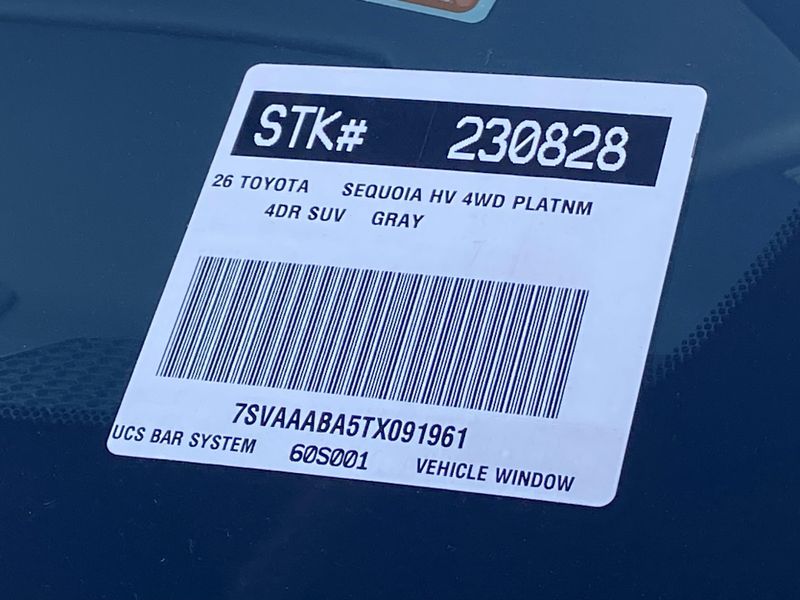 STK# 230828
26 TOYOTA SEQUOIA HV 4WD PLATNM
4DR SUV GRAY
7SVAAABA5TX091961
UCS BAR SYSTEM 60S001 VEHICLE WINDOW